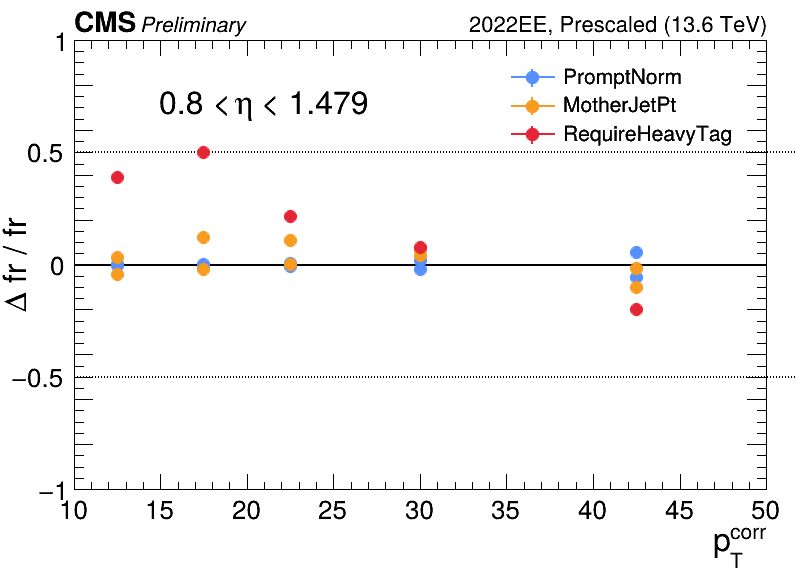 CMS Preliminary 2022EE, Prescaled (13.6 TeV)
1
0.8 < η < 1.479
PromptNorm
MotherJetPt
RequireHeavyTag
0.5
0
−0.5
−1
Δ fr / fr
10 15 20 25 30 35 40 45 50
p_T^corr